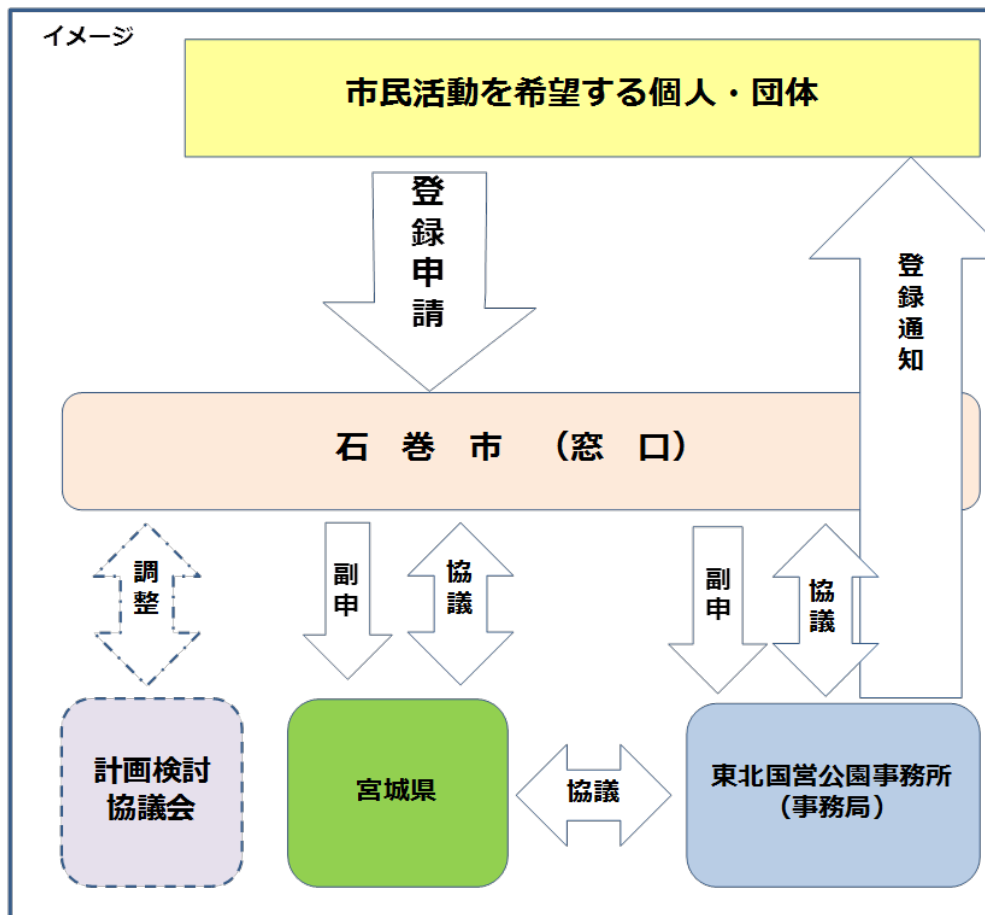 イメージ
市民活動を希望する個人・団体
登録申請
登録通知
石　巻　市　（窓　口）
調整
副申
協議
副申
協議
計画検討
協議会
宮城県
協議
東北国営公園事務所
（事務局）